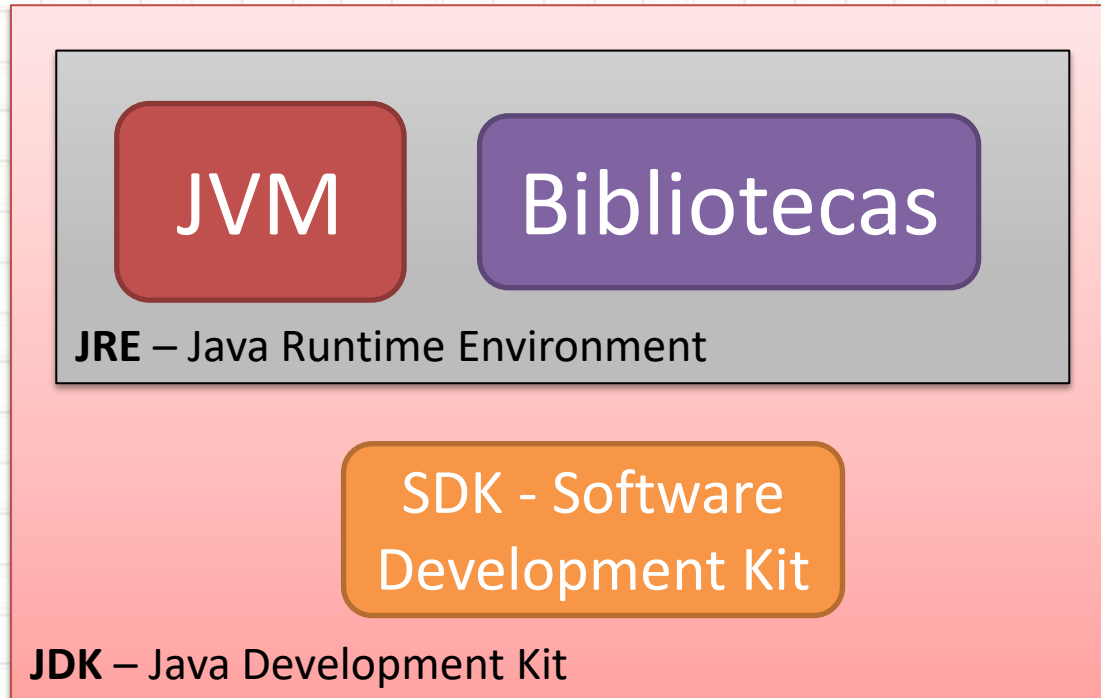 JVM
Bibliotecas
JRE – Java Runtime Environment
SDK - Software
Development Kit
JDK – Java Development Kit